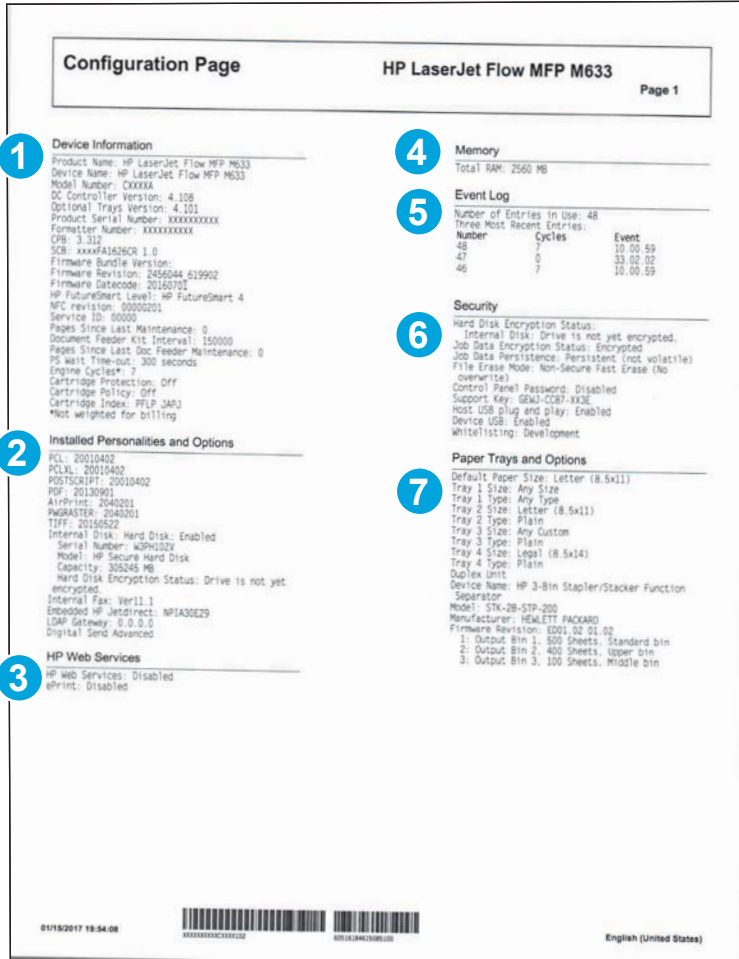 Configuration Page
HP LaserJet Flow MFP M633
Page 1
1
Device Information
Product Name: HP LaserJet Flow MFP M633
Device Name: HP LaserJet Flow MFP M633
Model Number: CXXXXA
DC Controller Version: 4.108
Optional Trays Version: 4.101
Product Serial Number: XXXXXXXXXX
Formatter Number: XXXXXXXXXX
CPB: 3.312
SCB: xxxxFA1626CR 1.0
Firmware Bundle Version:
Firmware Revision: 2456044_619902
Firmware Datecode: 20160701
HP FutureSmart Level: HP FutureSmart 4
NFC revision: 00000201
Service ID: 00000
Pages Since Last Maintenance: 0
Document Feeder Kit Interval: 150000
Pages Since Last Doc Feeder Maintenance: 0
PS Wait Time-out: 300 seconds
Engine Cycles*: 7
Cartridge Protection: Off
Cartridge Policy: Off
Cartridge Index: PFLP JAPJ
*Not weighted for billing
2
Installed Personalities and Options
PCL: 20010402
PCLXL: 20010402
POSTSCRIPT: 20010402
PDF: 20130901
AirPrint: 2040201
PWGRASTER: 2040201
TIFF: 20150522
Internal Disk: Hard Disk: Enabled
Serial Number: W3PH10ZV
Model: HP Secure Hard Disk
Capacity: 305245 MB
Hard Disk Encryption Status: Drive is not yet
encrypted.
Internal Fax: Ver11.1
Embedded HP Jetdirect: NPIA30E29
LDAP Gateway: 0.0.0.0
Digital Send Advanced
3
HP Web Services
HP Web Services: Disabled
ePrint: Disabled
4
Memory
Total RAM: 2560 MB
5
Event Log
Number of Entries in Use: 48
Three Most Recent Entries:
Number Cycles Event
48 7 10.00.59
47 0 33.02.02
46 7 10.00.59
6
Security
Hard Disk Encryption Status:
Internal Disk: Drive is not yet encrypted.
Job Data Encryption Status: Encrypted
Job Data Persistence: Persistent (not volatile)
File Erase Mode: Non-Secure Fast Erase (No
overwrite)
Control Panel Password: Disabled
Support Key: GEWJ-CC87-XX3E
Host USB plug and play: Enabled
Device USB: Enabled
Whitelisting: Development
7
Paper Trays and Options
Default Paper Size: Letter (8.5x11)
Tray 1 Size: Any Size
Tray 1 Type: Any Type
Tray 2 Size: Letter (8.5x11)
Tray 2 Type: Plain
Tray 3 Size: Any Custom
Tray 3 Type: Plain
Tray 4 Size: Legal (8.5x14)
Tray 4 Type: Plain
Duplex Unit
Device Name: HP 3-Bin Stapler/Stacker Function
Separator
Model: STK-2B-STP-200
Manufacturer: HEWLETT PACKARD
Firmware Revision: ED01.02 01.02
1: Output Bin 1, 500 Sheets, Standard bin
2: Output Bin 2, 400 Sheets, Upper bin
3: Output Bin 3, 100 Sheets, Middle bin
01/15/2017 19:54:08
English (United States)